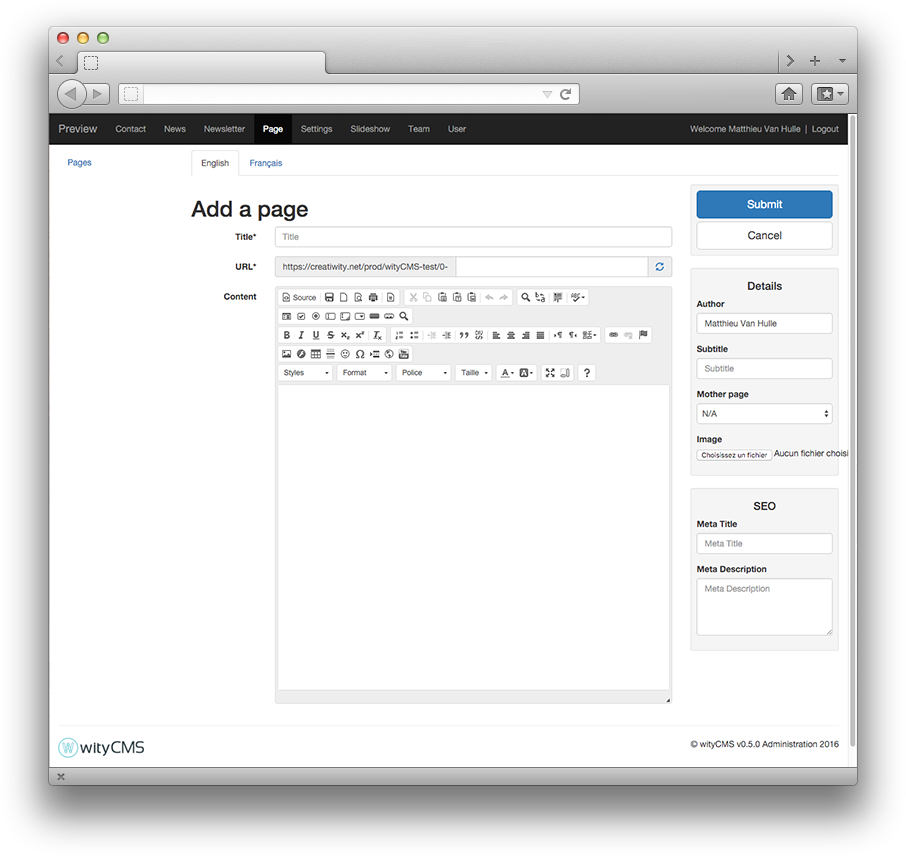 Preview Contact News Newsletter Page Settings Slideshow Team User Welcome Matthieu Van Hulle | Logout
Pages English Français
Add a page
Title* Title
URL* https://creatiwity.net/prod/wityCMS-test/0-
Content Source
Styles Format Police Taille A A ?
Submit
Cancel
Details
Author
Matthieu Van Hulle
Subtitle
Subtitle
Mother page
N/A
Image
Choisissez un fichier Aucun fichier choisi
SEO
Meta Title
Meta Title
Meta Description
Meta Description
wityCMS © wityCMS v0.5.0 Administration 2016